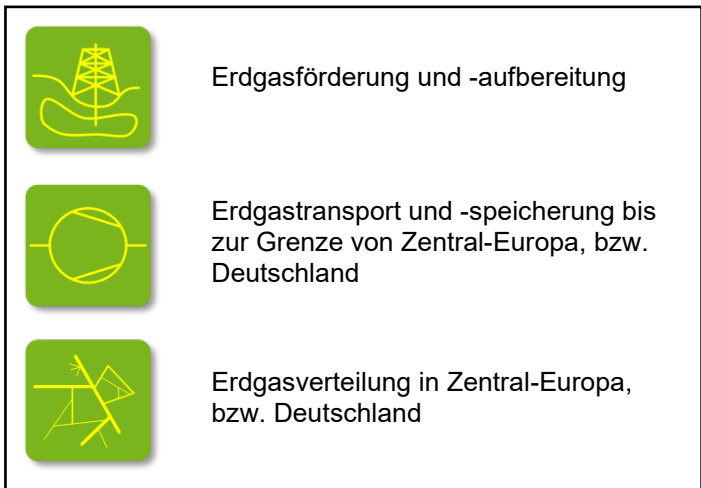 Erdgasförderung und -aufbereitung
Erdgastransport und -speicherung bis
zur Grenze von Zentral-Europa, bzw.
Deutschland
Erdgasverteilung in Zentral-Europa,
bzw. Deutschland